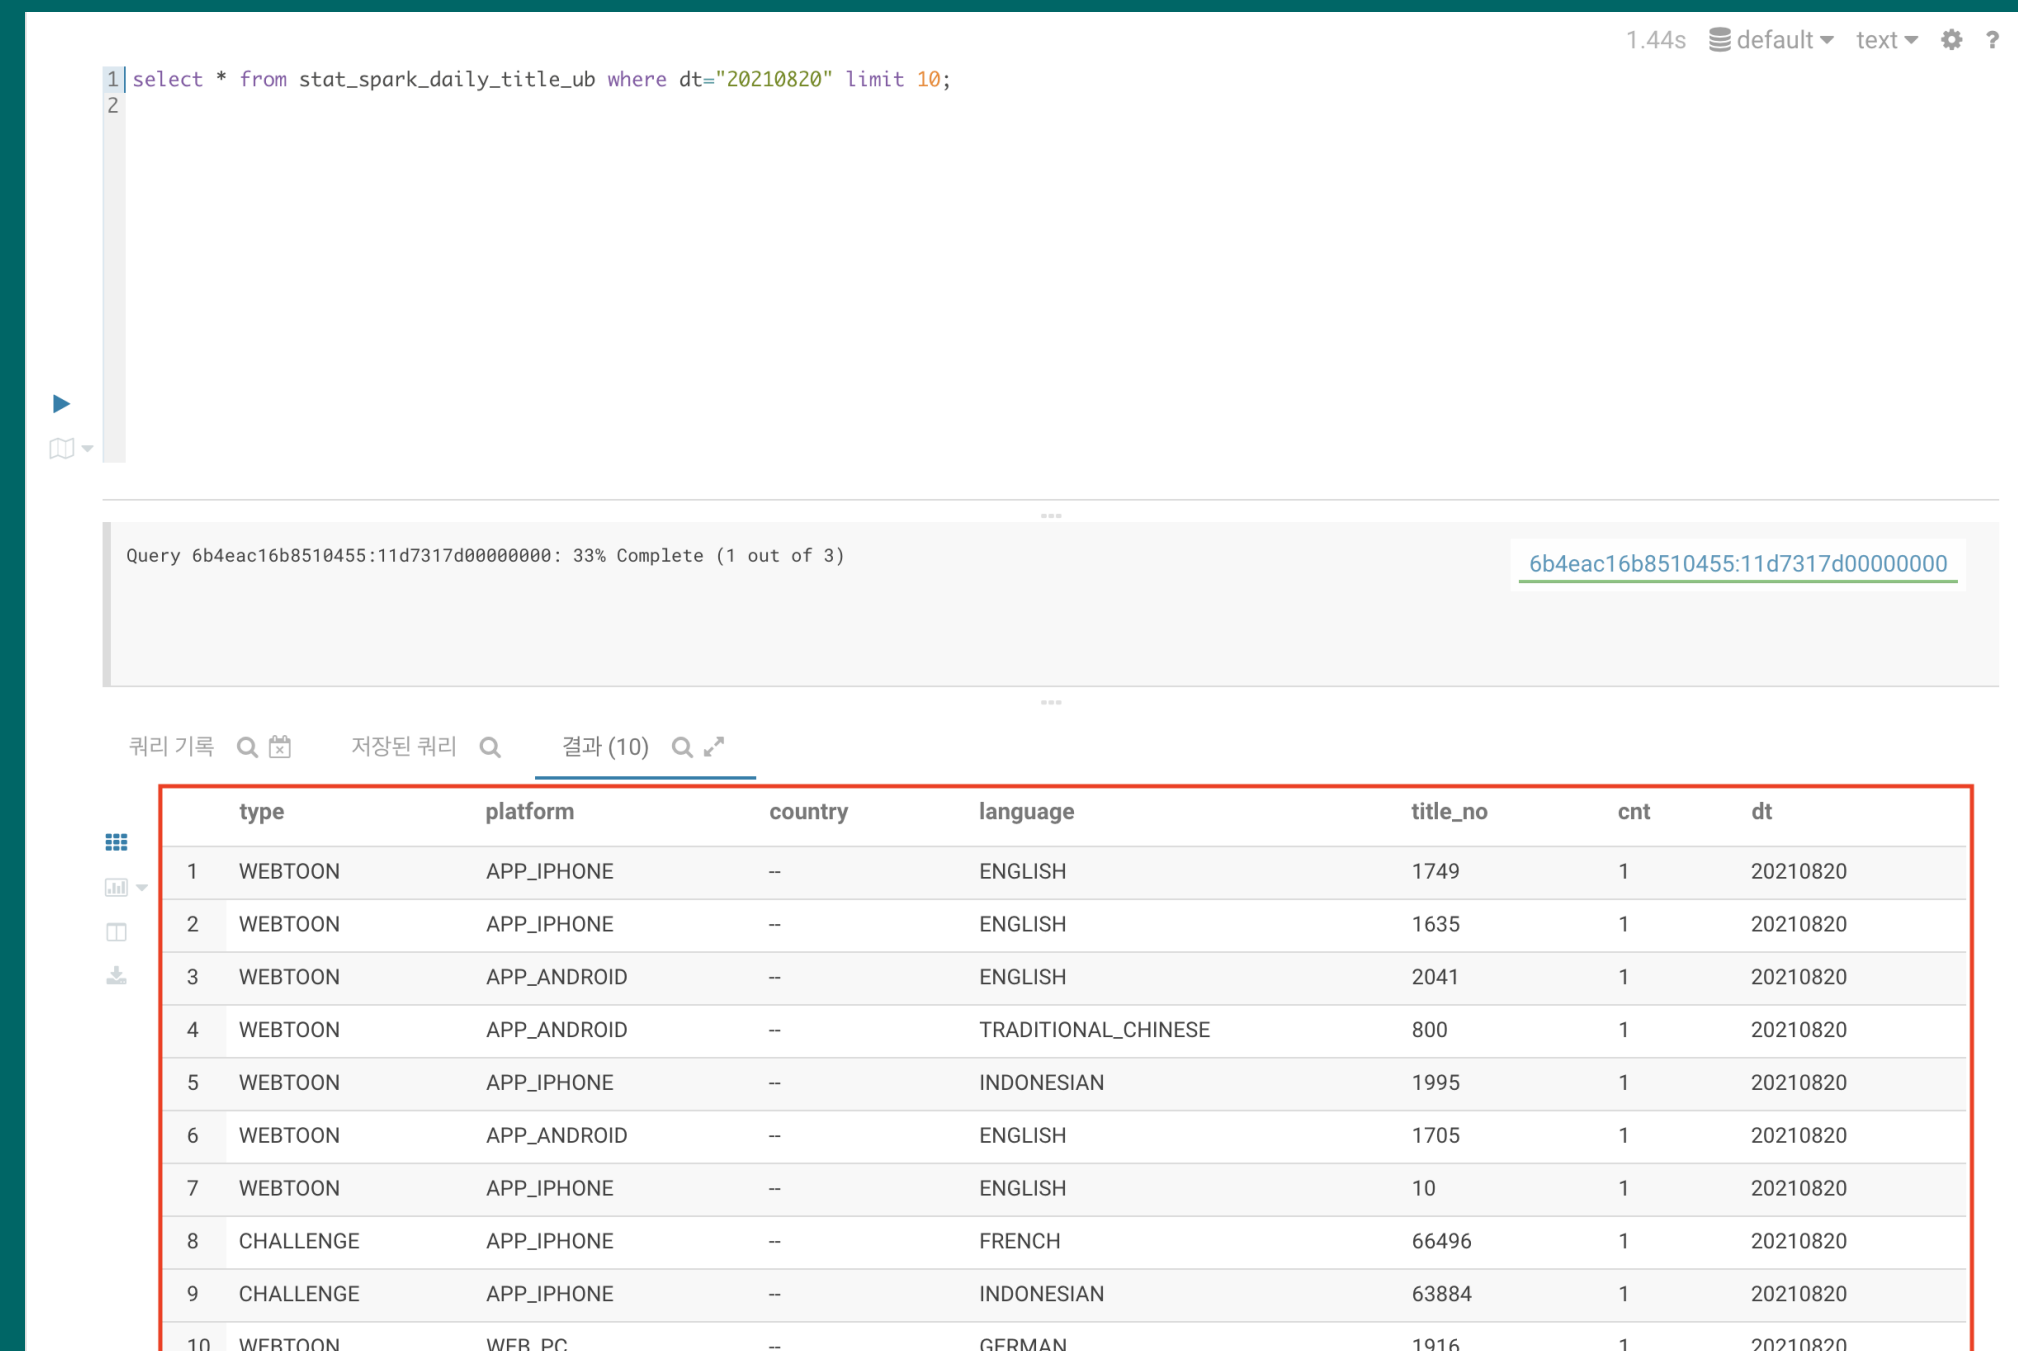 1.44s default text ?
1 select * from stat_spark_daily_title_ub where dt="20210820" limit 10;
2
Query 6b4eac16b8510455:11d7317d00000000: 33% Complete (1 out of 3)
6b4eac16b8510455:11d7317d00000000
쿼리 기록 저장된 쿼리 결과 (10)
type platform country language title_no cnt dt
1 WEBTOON APP_IPHONE -- ENGLISH 1749 1 20210820
2 WEBTOON APP_IPHONE -- ENGLISH 1635 1 20210820
3 WEBTOON APP_ANDROID -- ENGLISH 2041 1 20210820
4 WEBTOON APP_ANDROID -- TRADITIONAL_CHINESE 800 1 20210820
5 WEBTOON APP_IPHONE -- INDONESIAN 1995 1 20210820
6 WEBTOON APP_ANDROID -- ENGLISH 1705 1 20210820
7 WEBTOON APP_IPHONE -- ENGLISH 10 1 20210820
8 CHALLENGE APP_IPHONE -- FRENCH 66496 1 20210820
9 CHALLENGE APP_IPHONE -- INDONESIAN 63884 1 20210820
10 WEBTOON WEB_PC -- GERMAN 1916 1 20210820